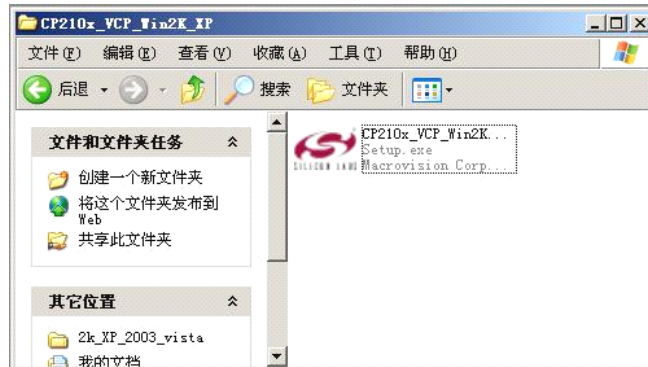 CP210x_VCP_Win2K_XP
文件(F) 编辑(E) 查看(V) 收藏(A) 工具(T) 帮助(H)
后退 搜索 文件夹
文件和文件夹任务
创建一个新文件夹
将这个文件夹发布到
Web
共享此文件夹
其它位置
2k_XP_2003_vista
我的文档
CP210x_VCP_Win2K...
Setup.exe
Macrovision Corp...
SILICON LABS